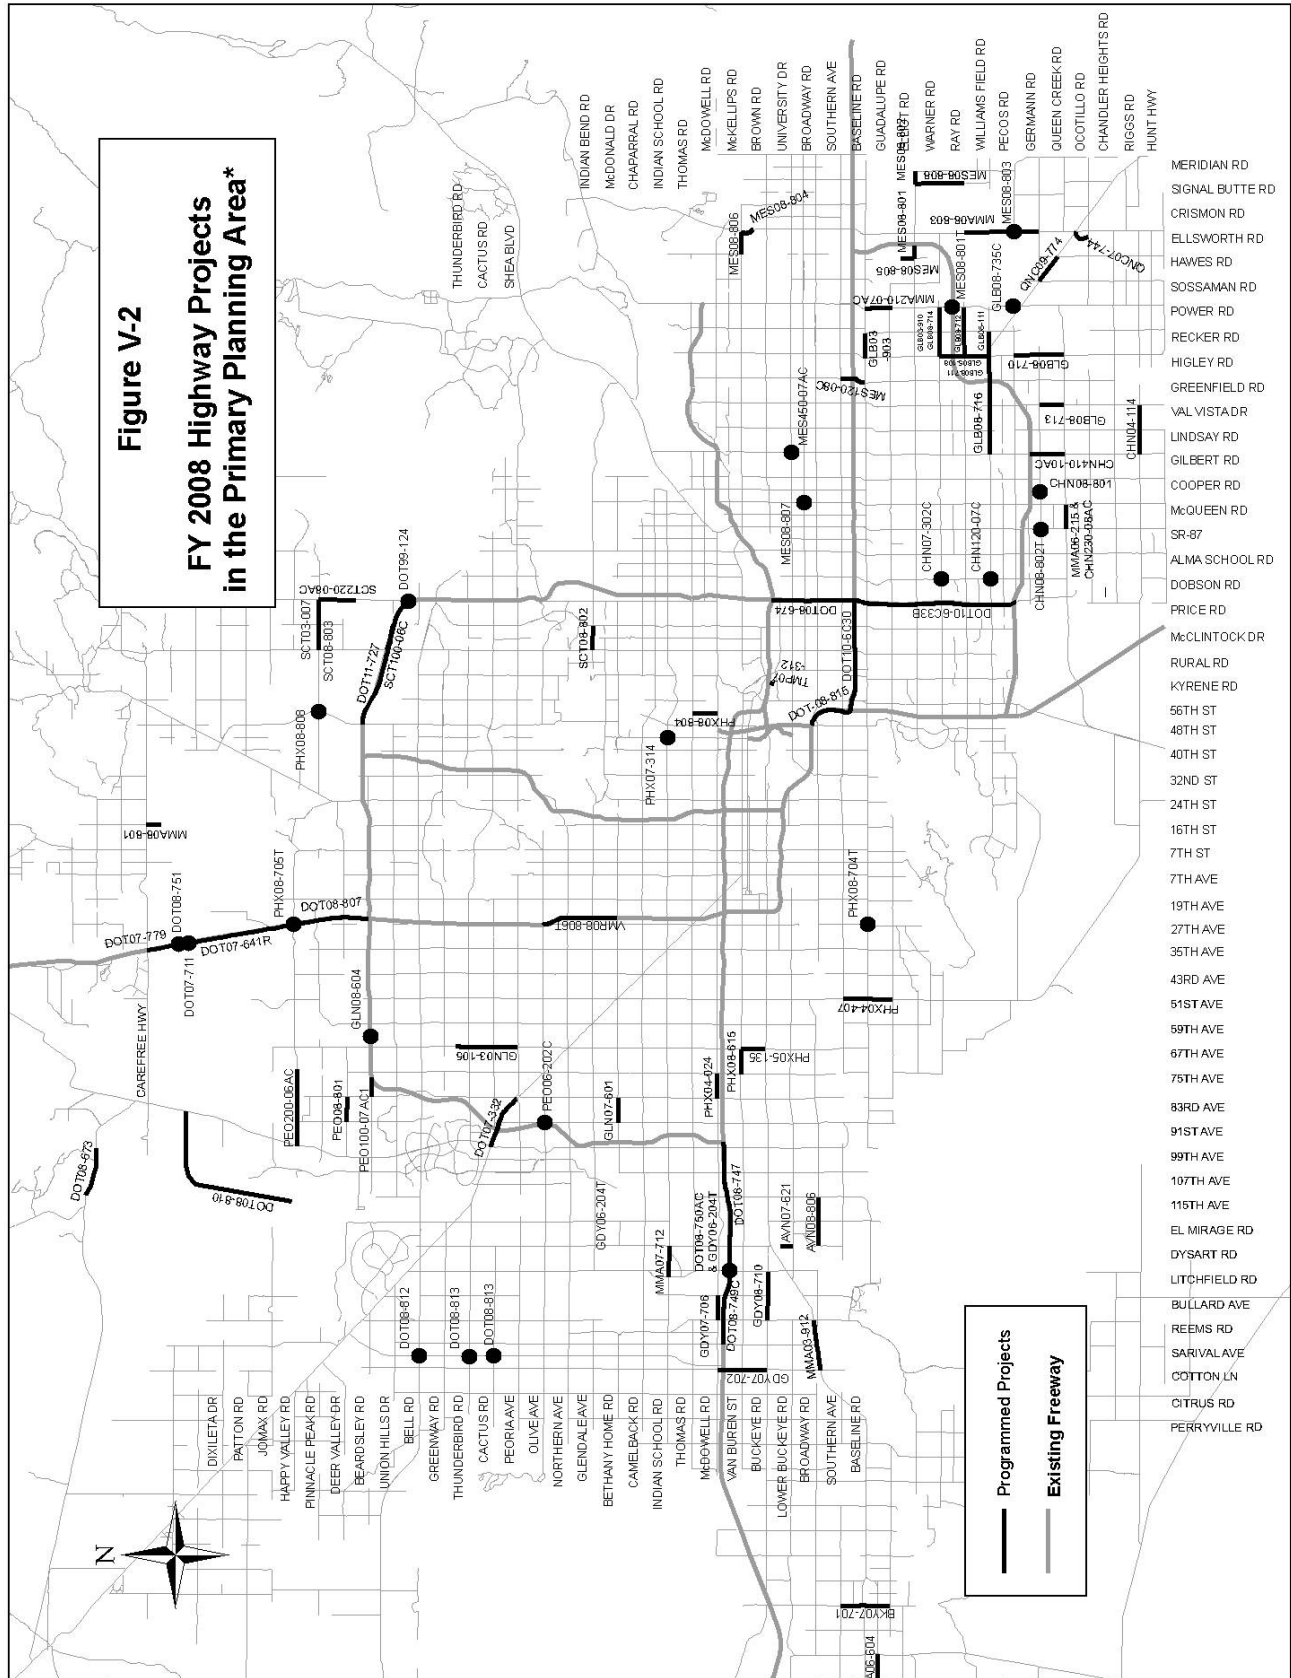 Figure V-2
FY 2008 Highway Projects
in the Primary Planning Area*
THUNDERBIRD RD
CACTUS RD
SHEA BLVD
INDIAN BEND RD
McDONALD DR
CHAPARRAL RD
INDIAN SCHOOL RD
THOMAS RD
McDOWELL RD
McKELLIPS RD
BROWN RD
UNIVERSITY DR
BROADWAY RD
SOUTHERN AVE
BASELINE RD
GUADALUPE RD
WARNER RD
RAY RD
WILLIAMS FIELD RD
PECOS RD
GERMANN RD
QUEEN CREEK RD
OCOTILLO RD
CHANDLER HEIGHTS RD
RIGGS RD
HUNT HWY
MERIDIAN RD
SIGNAL BUTTE RD
CRISMON RD
ELLSWORTH RD
HAWES RD
SOSSAMAN RD
POWER RD
RECKER RD
HIGLEY RD
GREENFIELD RD
VAL VISTA DR
LINDSAY RD
GILBERT RD
COOPER RD
McQUEEN RD
SR-87
ALMA SCHOOL RD
DOBSON RD
PRICE RD
McCLINTOCK DR
RURAL RD
KYRENE RD
56TH ST
48TH ST
40TH ST
32ND ST
24TH ST
16TH ST
7TH ST
7TH AVE
19TH AVE
27TH AVE
35TH AVE
43RD AVE
51ST AVE
59TH AVE
67TH AVE
75TH AVE
83RD AVE
91ST AVE
99TH AVE
107TH AVE
115TH AVE
EL MIRAGE RD
DYSART RD
LITCHFIELD RD
BULLARD AVE
REEMS RD
SARIVAL AVE
COTTON LN
CITRUS RD
PERRYVILLE RD
MES08-806
MES08-804
MES08-808
MES08-803
MES08-801
MMA06-803
MES08-805
MES08-801T
GLB08-735C
QNC09-774
QNC07-744
MMA210-07AC
GLB03
-903
GLB08-714
GLB08-710
MES120-06C
MES450-07AC
MES08-807
GLB08-716
GLB08-713
CHN04-114
CHN410-10AC
CHN08-801
CHN07-302C
CHN120-07C
CHN08-802T
MMA06-215 &
CHN230-08AC
DOT99-124
SCT220-08AC
SCT03-007
SCT08-803
DOT11-727
SCT100-06C
SCT08-802
DOT08-674
DOT10-6C30
DOT10-6C33B
TMP07
-312
DOT-08-815
PHX08-808
PHX08-804
PHX07-314
MMA08-801
DOT07-779
DOT08-751
DOT07-711
DOT07-641R
PHX08-705T
DOT08-807
VMR08-806T
PHX08-704T
CAREFREE HWY
GLN08-604
GLN03-106
PHX04-407
PHX05-135
PHX08-615
PHX04-024
PEO200-06AC
PEO08-801
PEO100-07AC1
PEO06-202C
DOT07-332
GLN07-601
DOT08-673
DOT08-810
GDY06-204T
MMA07-712
DOT08-750AC
& GDY06-204T
DOT08-747
AVN07-621
AVN08-806
DOT08-812
DOT08-813
DOT08-813
GDY07-706
DOT08-749C
GDY08-710
GDY07-702
MMA03-912
DIXILETA DR
PATTON RD
JOMAX RD
HAPPY VALLEY RD
PINNACLE PEAK RD
DEER VALLEY DR
BEARDSLEY RD
UNION HILLS DR
BELL RD
GREENWAY RD
THUNDERBIRD RD
CACTUS RD
PEORIA AVE
OLIVE AVE
NORTHERN AVE
GLENDALE AVE
BETHANY HOME RD
CAMELBACK RD
INDIAN SCHOOL RD
THOMAS RD
McDOWELL RD
VAN BUREN ST
BUCKEYE RD
LOWER BUCKEYE RD
BROADWAY RD
SOUTHERN AVE
BASELINE RD
BKY07-701
N
Programmed Projects
Existing Freeway